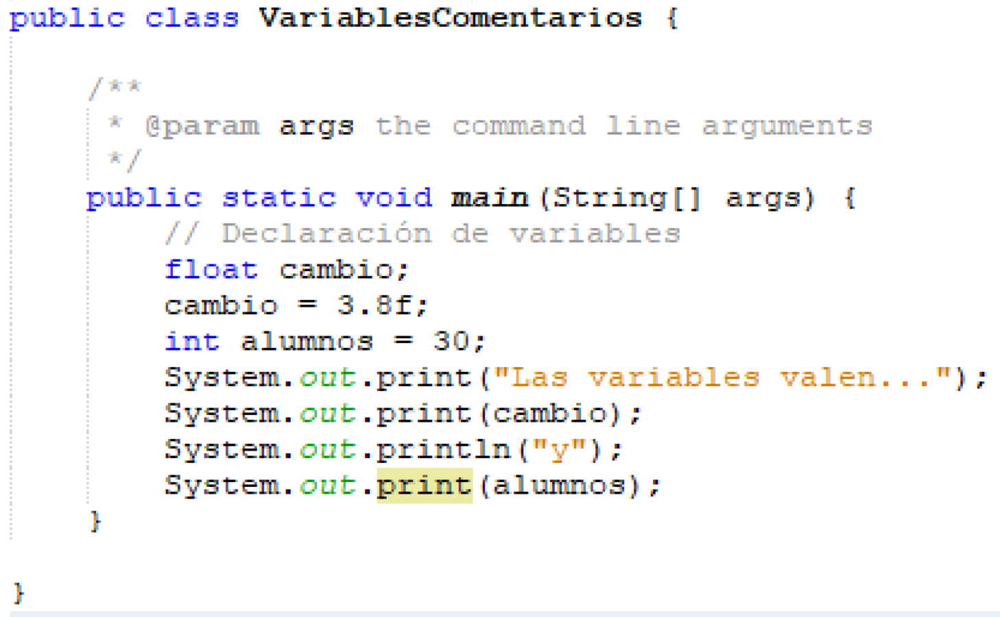 public class VariablesComentarios {
/**
* @param args the command line arguments
*/
public static void main(String[] args) {
// Declaración de variables
float cambio;
cambio = 3.8f;
int alumnos = 30;
System.out.print("Las variables valen...");
System.out.print(cambio);
System.out.println("y");
System.out.print(alumnos);
}
}